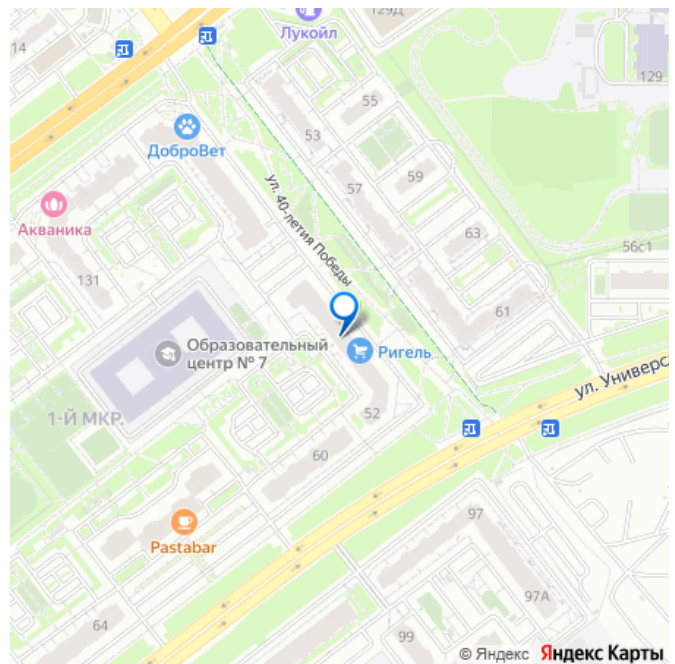 129Д
14
Лукойл
129
55
53
ДоброВет
59
57
ул. 40-летия Победы
Акваника
63
56с1
131
61
Образовательный
центр № 7
Ригель
ул. Универс
1-Й МКР.
52
60
97
Pastabar
97А
64
99
© Яндекс Яндекс Карты